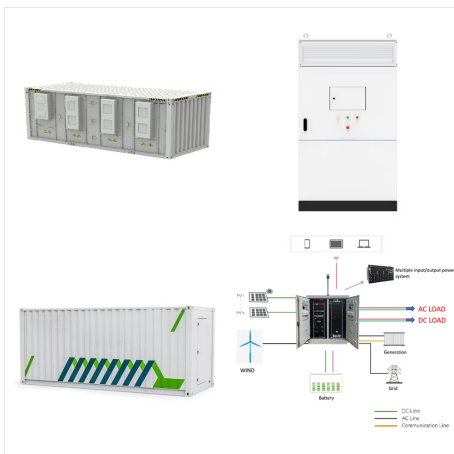 Multiple input/output power
system
PV1
PVn
AC LOAD
DC LOAD
WIND
Generation
Grid
Battery
DC Line
AC Line
Communication Line